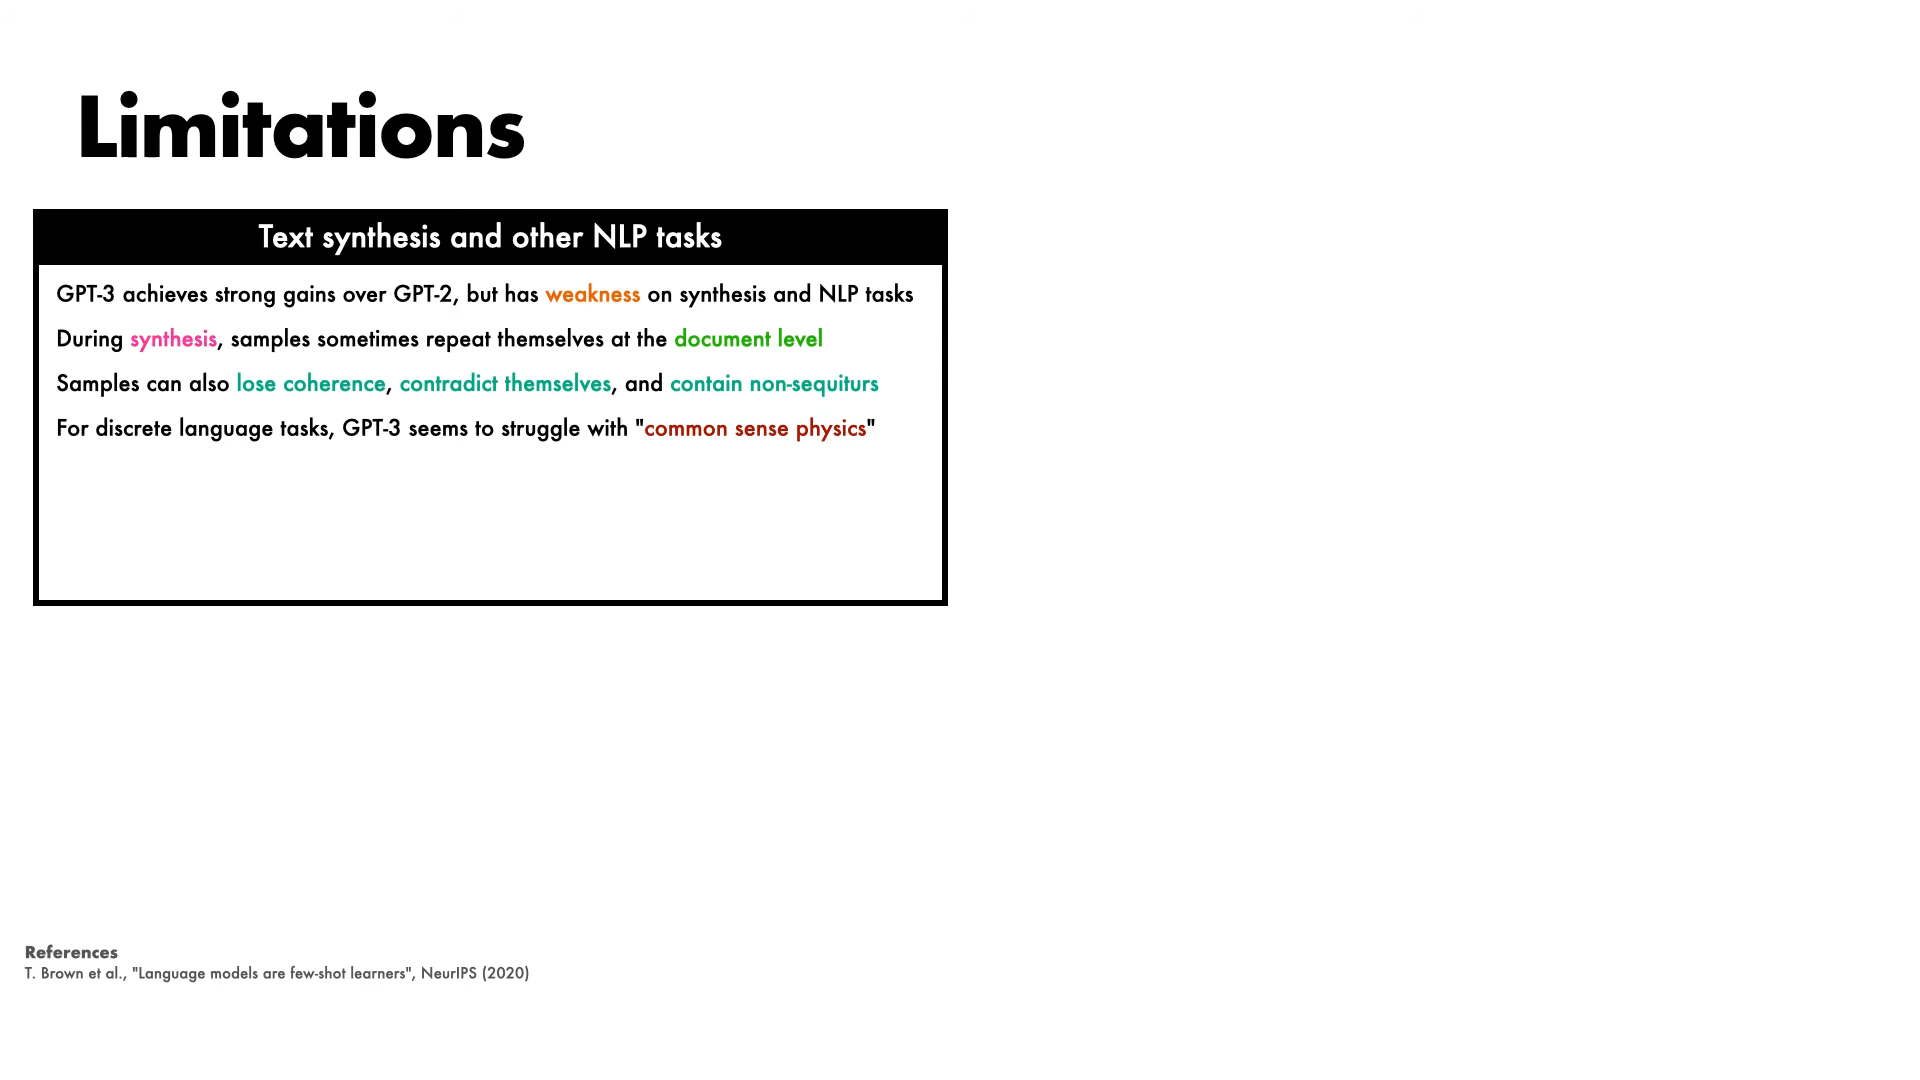 Limitations
Text synthesis and other NLP tasks
GPT-3 achieves strong gains over GPT-2, but has weakness on synthesis and NLP tasks
During synthesis, samples sometimes repeat themselves at the document level
Samples can also lose coherence, contradict themselves, and contain non-sequiturs
For discrete language tasks, GPT-3 seems to struggle with "common sense physics"
References
T. Brown et al., "Language models are few-shot learners", NeurIPS (2020)